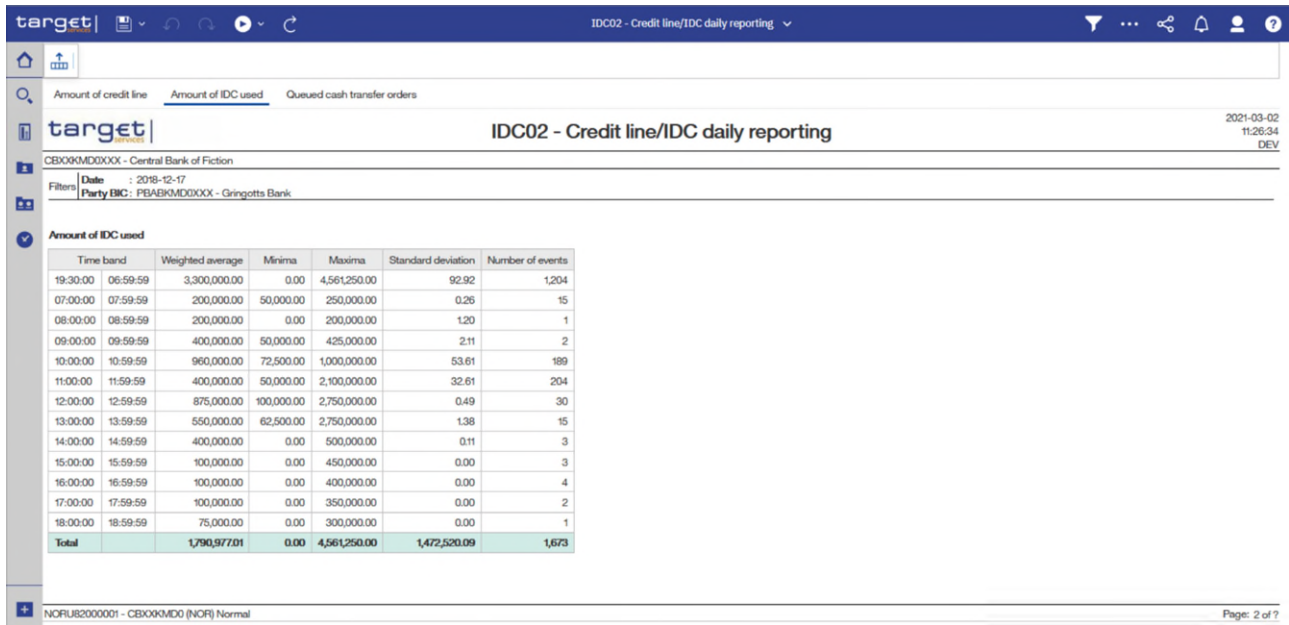 target| services IDC02 - Credit line/IDC daily reporting
Amount of credit line Amount of IDC used Queued cash transfer orders
target| services IDC02 - Credit line/IDC daily reporting 2021-03-02
11:26:34
DEV
CBXXKMD0XXX - Central Bank of Fiction
Filters Date : 2018-12-17
Party BIC : PBABKMD0XXX - Gringotts Bank
Amount of IDC used
Time band Weighted average Minima Maxima Standard deviation Number of events
19:30:00 06:59:59 3,300,000.00 0.00 4,561,250.00 92.92 1,204
07:00:00 07:59:59 200,000.00 50,000.00 250,000.00 0.26 15
08:00:00 08:59:59 200,000.00 0.00 200,000.00 1.20 1
09:00:00 09:59:59 400,000.00 50,000.00 425,000.00 2.11 2
10:00:00 10:59:59 960,000.00 72,500.00 1,000,000.00 53.61 189
11:00:00 11:59:59 400,000.00 50,000.00 2,100,000.00 32.61 204
12:00:00 12:59:59 875,000.00 100,000.00 2,750,000.00 0.49 30
13:00:00 13:59:59 550,000.00 62,500.00 2,750,000.00 1.38 15
14:00:00 14:59:59 400,000.00 0.00 500,000.00 0.11 3
15:00:00 15:59:59 100,000.00 0.00 450,000.00 0.00 3
16:00:00 16:59:59 100,000.00 0.00 400,000.00 0.00 4
17:00:00 17:59:59 100,000.00 0.00 350,000.00 0.00 2
18:00:00 18:59:59 75,000.00 0.00 300,000.00 0.00 1
Total 1,790,977.01 0.00 4,561,250.00 1,472,520.09 1,673
NORU82000001 - CBXXKMD0 (NOR) Normal Page: 2 of ?